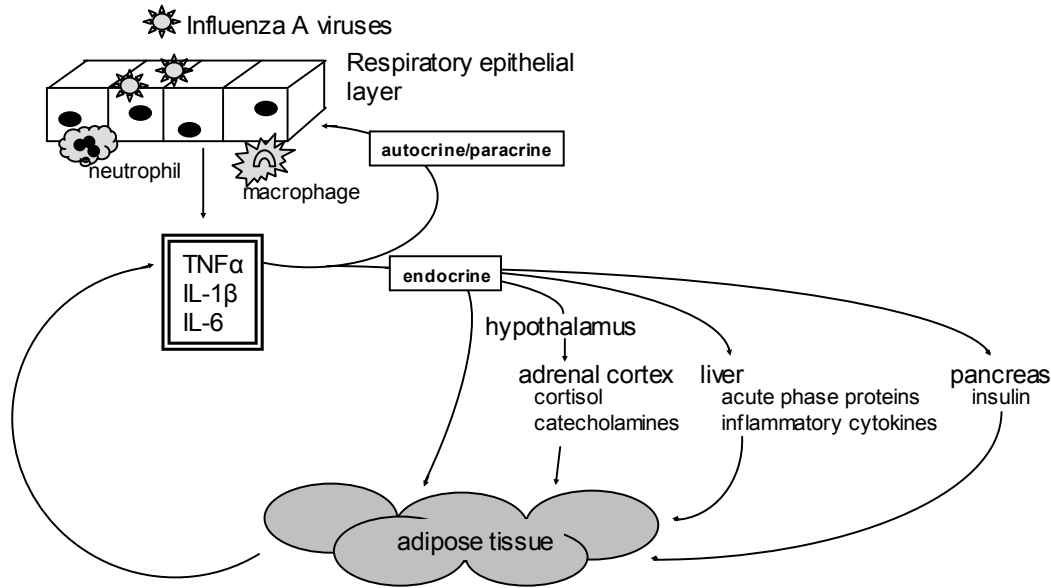 Influenza A viruses
Respiratory epithelial
layer
autocrine/paracrine
neutrophil
macrophage
TNFα
IL-1β
IL-6
endocrine
hypothalamus
adrenal cortex
cortisol
catecholamines
liver
acute phase proteins
inflammatory cytokines
pancreas
insulin
adipose tissue